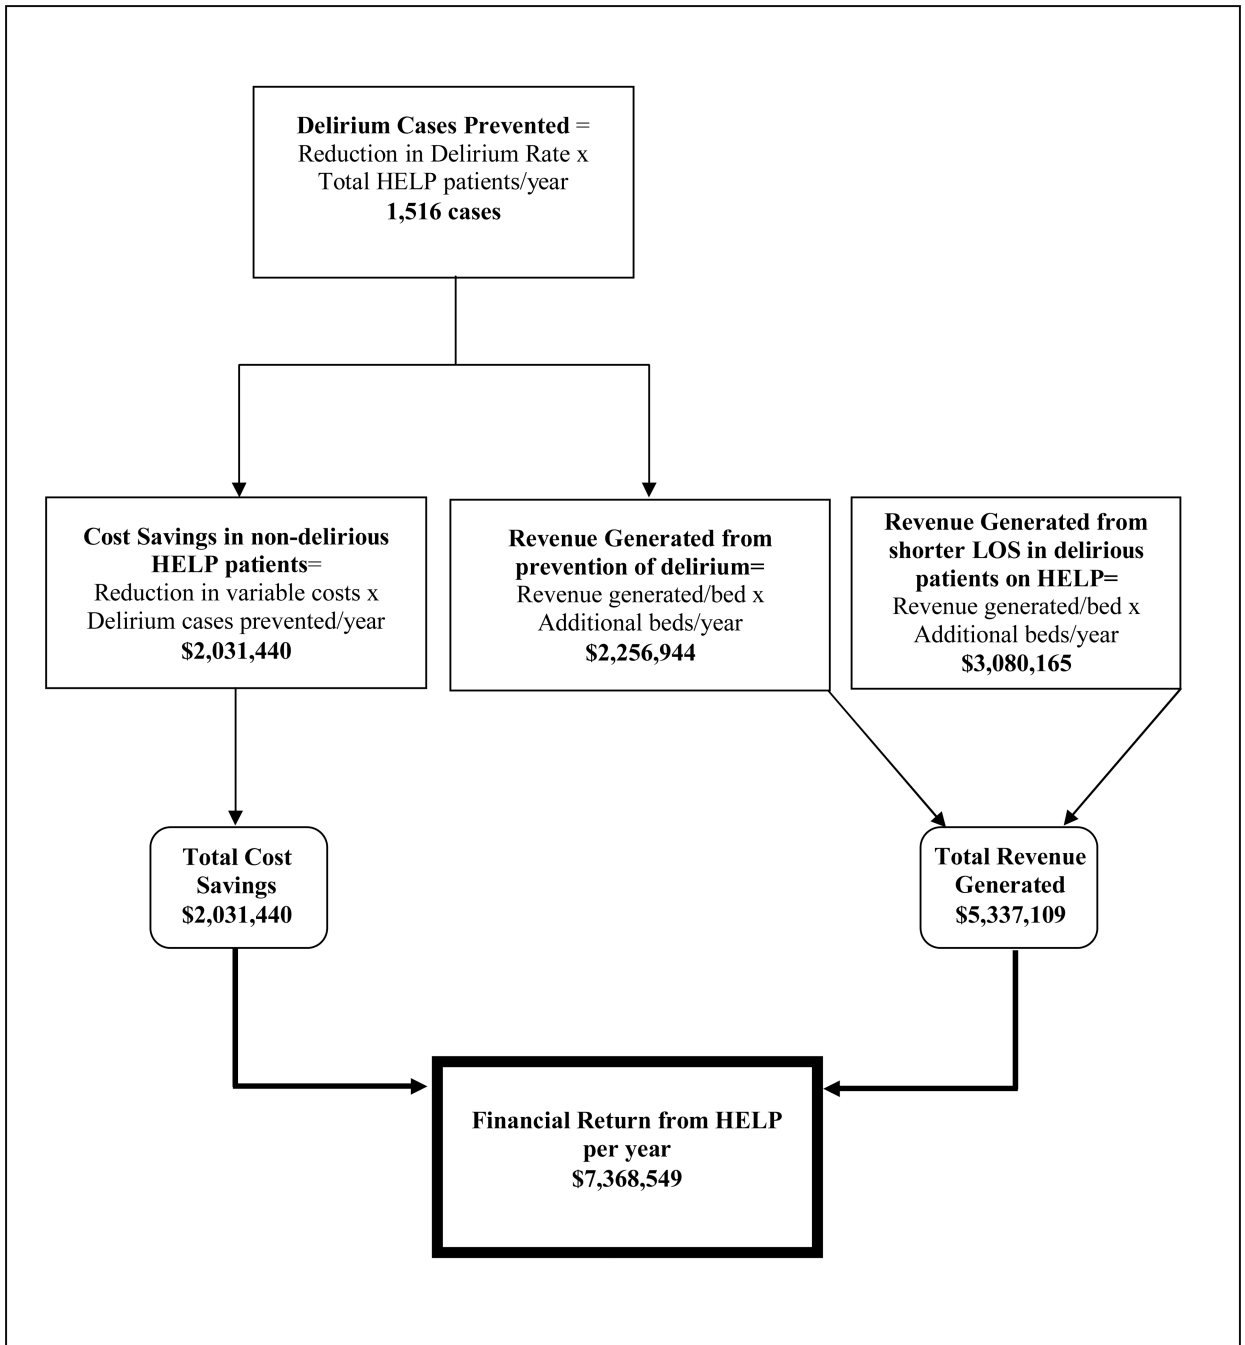 Delirium Cases Prevented =
Reduction in Delirium Rate x
Total HELP patients/year
1,516 cases
Cost Savings in non-delirious
HELP patients=
Reduction in variable costs x
Delirium cases prevented/year
$2,031,440
Revenue Generated from
prevention of delirium=
Revenue generated/bed x
Additional beds/year
$2,256,944
Revenue Generated from
shorter LOS in delirious
patients on HELP=
Revenue generated/bed x
Additional beds/year
$3,080,165
Total Cost
Savings
$2,031,440
Total Revenue
Generated
$5,337,109
Financial Return from HELP
per year
$7,368,549